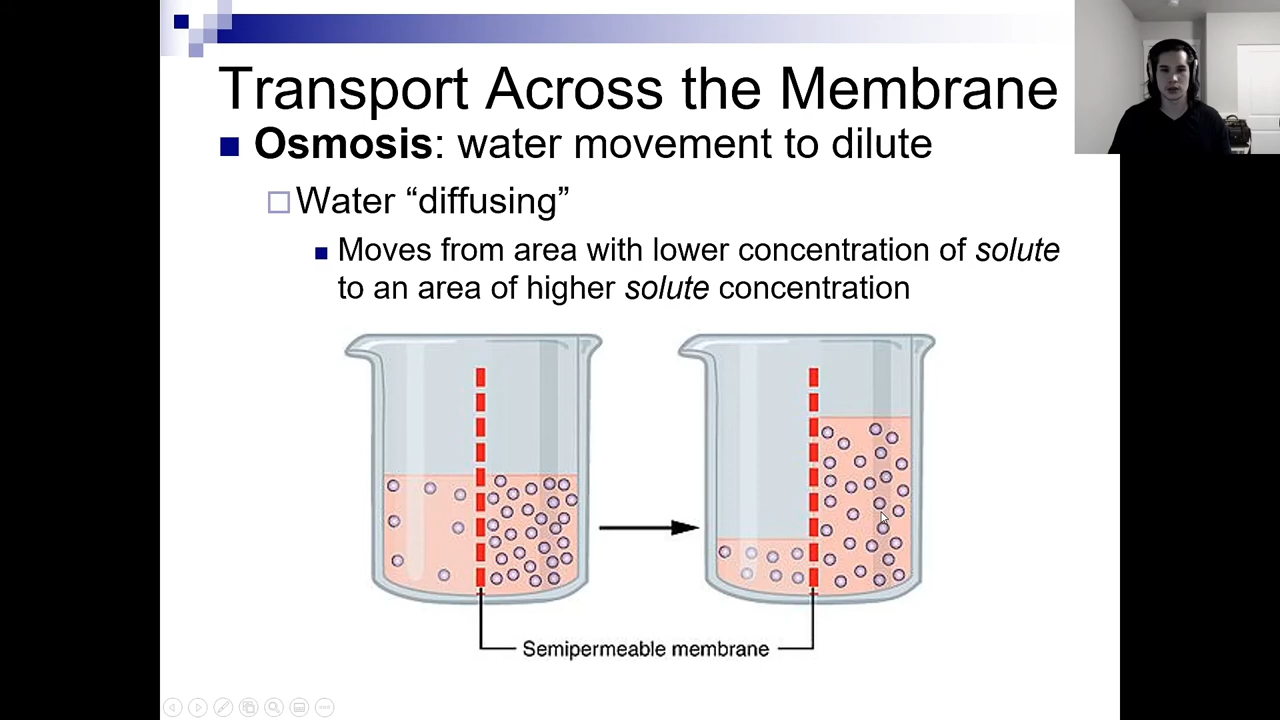 Transport Across the Membrane
Osmosis: water movement to dilute
Water “diffusing”
Moves from area with lower concentration of solute
to an area of higher solute concentration
Semipermeable membrane